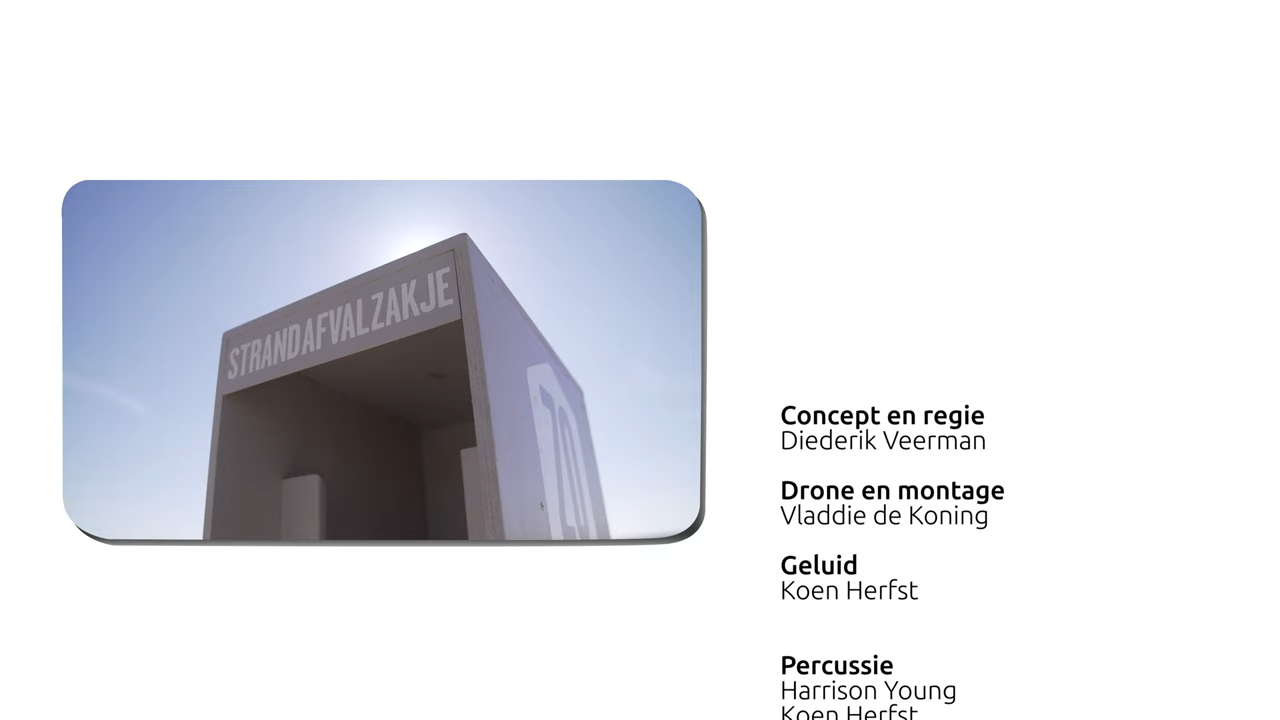 STRANDAFVALZAKJE
Concept en regie
Diederik Veerman
Drone en montage
Vladdie de Koning
Geluid
Koen Herfst
Percussie
Harrison Young
Koen Herfst